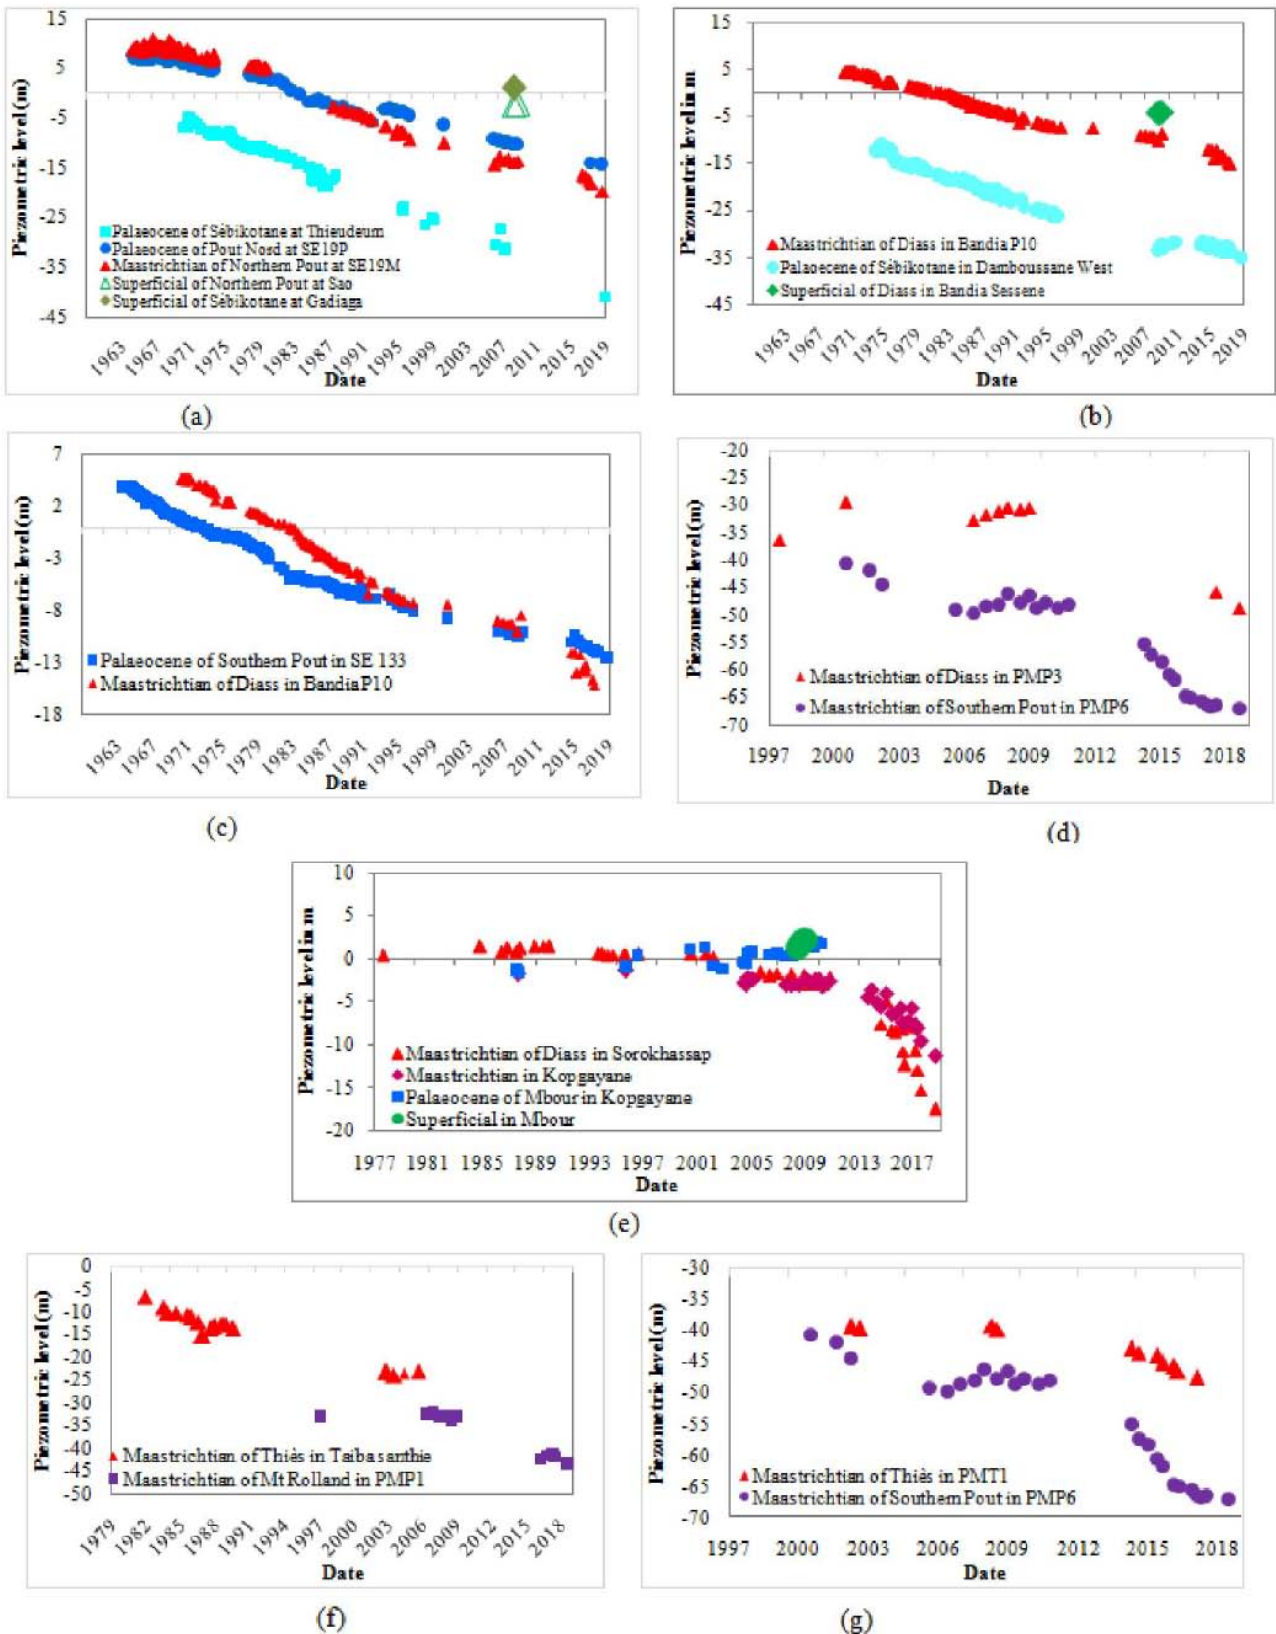 Piezometric level(m)
15
5
-5
-15
-25
-35
-45
Palaeocene of Sébikotane at Thieudeum
Palaeocene of Pout Nord at SE19P
Maastrichtian of Northern Pout at SE19M
Superficial of Northern Pout at Sao
Superficial of Sébikotane at Gadiaga
1963 1967 1971 1975 1979 1983 1987 1991 1995 1999 2003 2007 2011 2015 2019
Date
(a)
Piezometric level in m
15
5
-5
-15
-25
-35
-45
Maastrichtian of Diass in Bandia P10
Palaoecene of Sébikotane in Damboussane West
Superficial of Diass in Bandia Sessene
1963 1967 1971 1975 1979 1983 1987 1991 1995 1999 2003 2007 2011 2015 2019
Date
(b)
Piezometric level(m)
7
2
-3
-8
-13
-18
Palaeocene of Southern Pout in SE 133
Maastrichtian of Diass in Bandia P10
1963 1967 1971 1975 1979 1983 1987 1991 1995 1999 2003 2007 2011 2015 2019
Date
(c)
Piezometric level(m)
-20
-25
-30
-35
-40
-45
-50
-55
-60
-65
-70
Maastrichtian of Diass in PMP3
Maastrichtian of Southern Pout in PMP6
1997 2000 2003 2006 2009 2012 2015 2018
Date
(d)
Piezometric level in m
10
5
0
-5
-10
-15
-20
Maastrichtian of Diass in Sorokhassap
Maastrichtian in Kopgayane
Palaeocene of Mbour in Kopgayane
Superficial in Mbour
1977 1981 1985 1989 1993 1997 2001 2005 2009 2013 2017
Date
(e)
Piezometric level(m)
0
-5
-10
-15
-20
-25
-30
-35
-40
-45
-50
Maastrichtian of Thiès in Taiba santhie
Maastrichtian of Mt Rolland in PMP1
1979 1982 1985 1988 1991 1994 1997 2000 2003 2006 2009 2012 2015 2018
Date
(f)
Piezometric level(m)
-30
-35
-40
-45
-50
-55
-60
-65
-70
Maastrichtian of Thiès in PMT1
Maastrichtian of Southern Pout in PMP6
1997 2000 2003 2006 2009 2012 2015 2018
Date
(g)